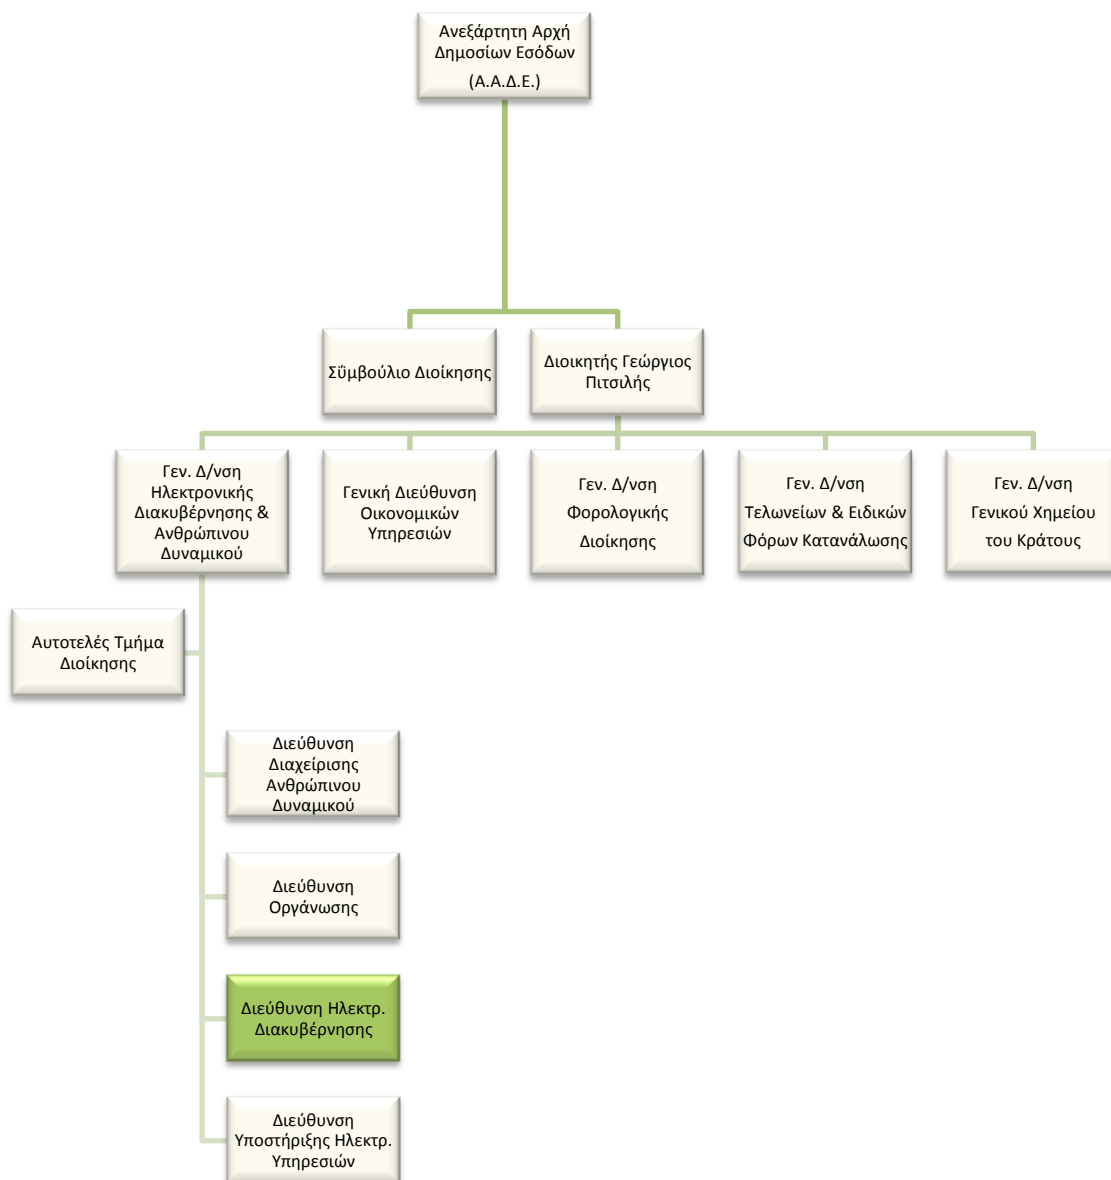 Ανεξάρτητη Αρχή
Δημοσίων Εσόδων
(Α.Α.Δ.Ε.)
Σΰμβούλιο Διοίκησης
Διοικητής Γεώργιος
Πιτσιλής
Γεν. Δ/νση
Ηλεκτρονικής
Διακυβέρνησης &
Ανθρώπινου
Δυναμικού
Γενική Διεύθυνση
Οικονομικών
Υπηρεσιών
Γεν. Δ/νση
Φορολογικής
Διοίκησης
Γεν. Δ/νση
Τελωνείων & Ειδικών
Φόρων Κατανάλωσης
Γεν. Δ/νση
Γενικού Χημείου
του Κράτους
Αυτοτελές Τμήμα
Διοίκησης
Διεύθυνση
Διαχείρισης
Ανθρώπινου
Δυναμικού
Διεύθυνση
Οργάνωσης
Διεύθυνση Ηλεκτρ.
Διακυβέρνησης
Διεύθυνση
Υποστήριξης Ηλεκτρ.
Υπηρεσιών